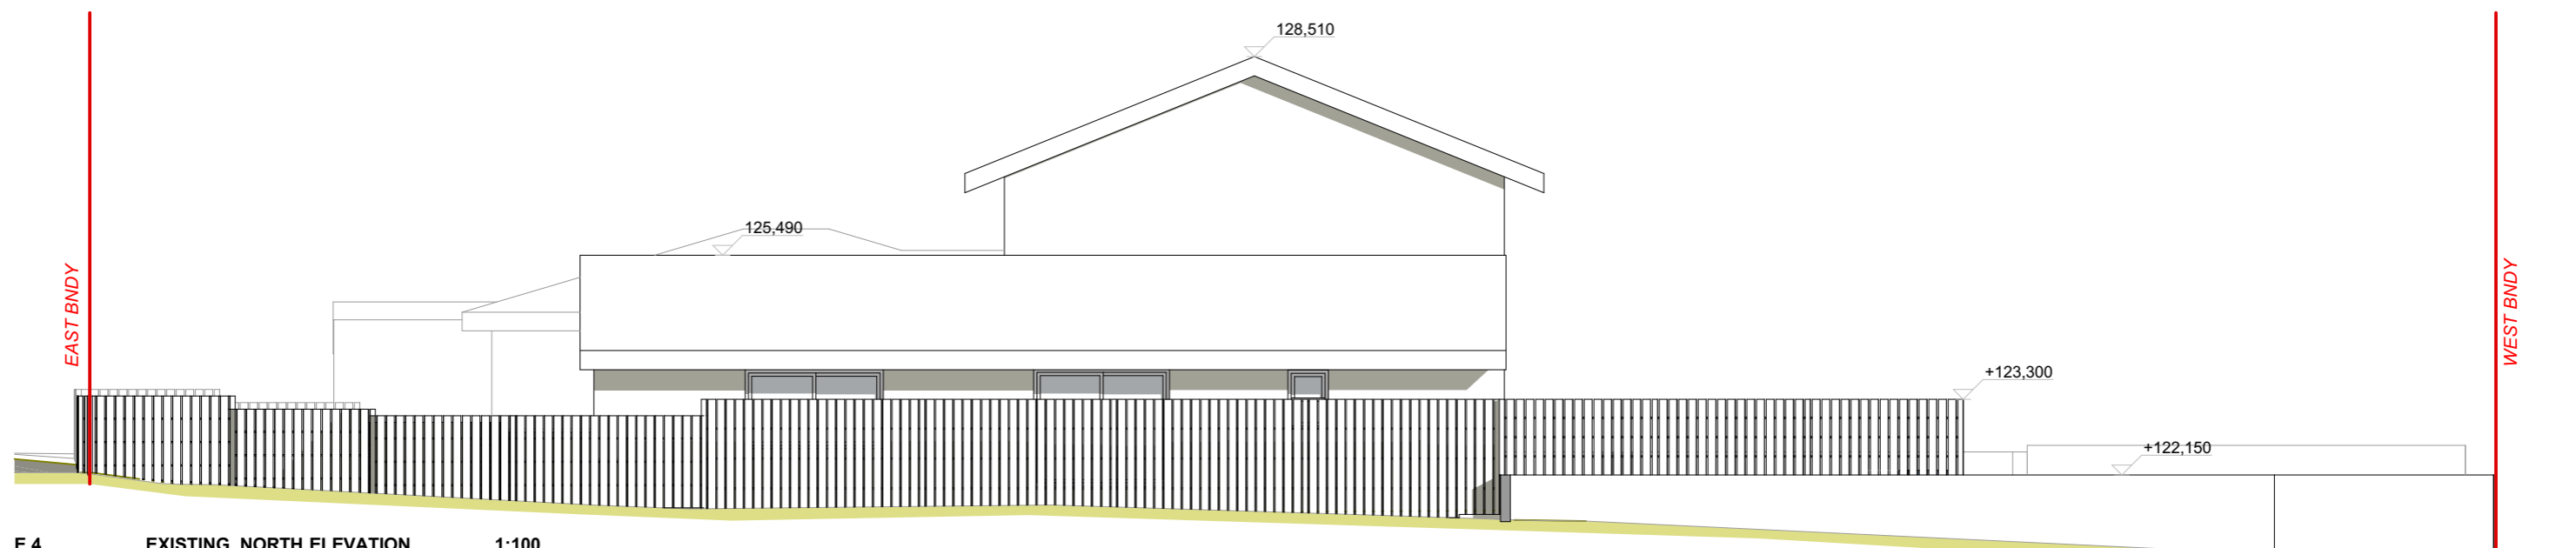 128,510
125,490
EAST BNDY
WEST BNDY
+123,300
+122,150
E 4 EXISTING NORTH ELEVATION 1:100